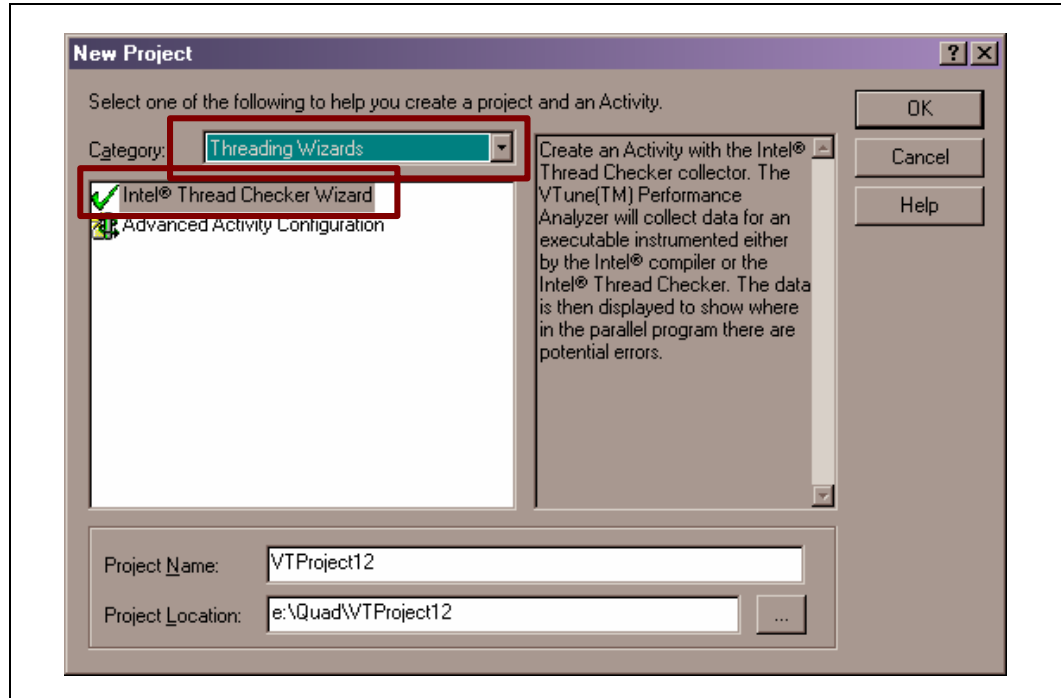 New Project
Select one of the following to help you create a project and an Activity.
Category:
Threading Wizards
Intel® Thread Checker Wizard
Advanced Activity Configuration
Create an Activity with the Intel®
Thread Checker collector. The
VTune(TM) Performance
Analyzer will collect data for an
executable instrumented either
by the Intel® compiler or the
Intel® Thread Checker. The data
is then displayed to show where
in the parallel program there are
potential errors.
OK
Cancel
Help
Project Name:
VTProject12
Project Location:
e:\Quad\VTProject12
...